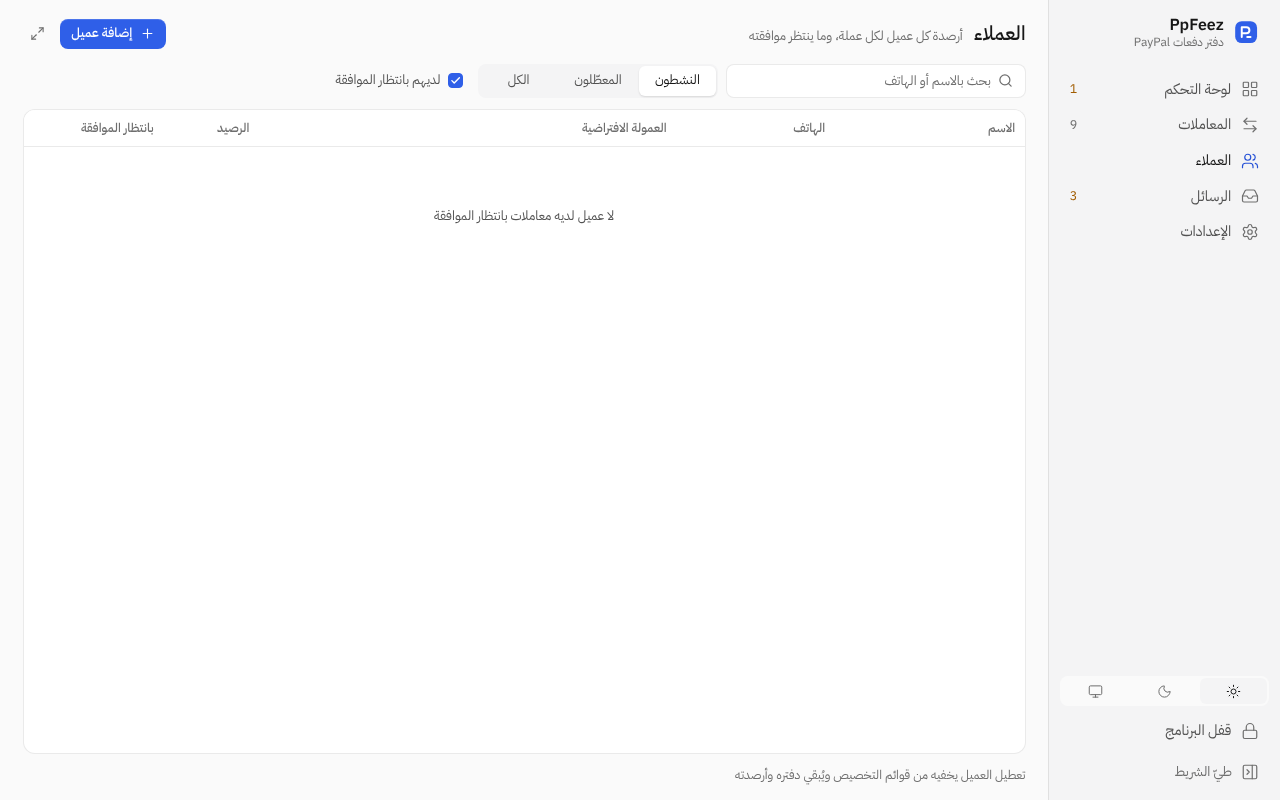 PpFeez
دفتر دفعات PayPal
لوحة التحكم 1
المعاملات 9
العملاء
الرسائل 3
الإعدادات
قفل البرنامج
طيّ الشريط
العملاء أرصدة كل عميل لكل عملة، وما ينتظر موافقته
إضافة عميل
بحث بالاسم أو الهاتف
النشطون المعطّلون الكل
لديهم بانتظار الموافقة
الاسم الهاتف العمولة الافتراضية الرصيد بانتظار الموافقة
لا عميل لديه معاملات بانتظار الموافقة
تعطيل العميل يخفيه من قوائم التخصيص ويُبقي دفتره وأرصدته